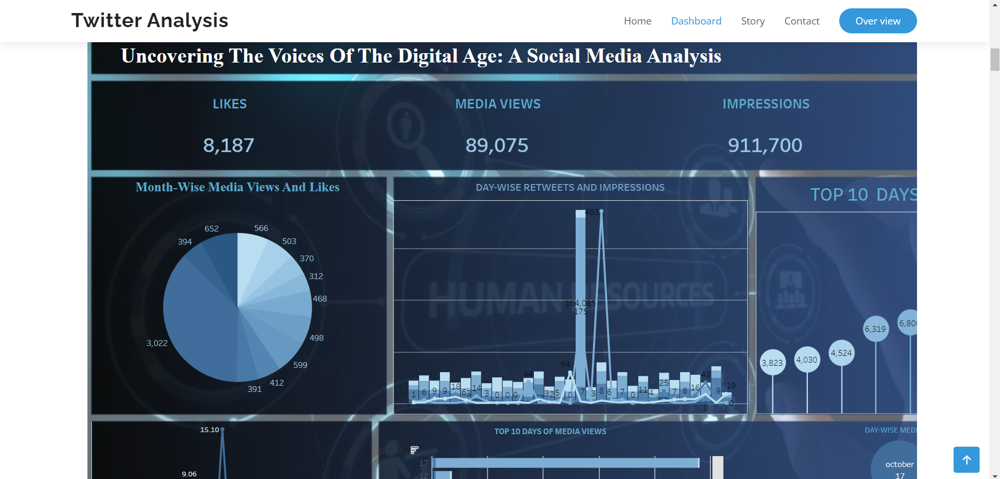 Twitter Analysis
Home Dashboard Story Contact Over view
Uncovering The Voices Of The Digital Age: A Social Media Analysis
LIKES MEDIA VIEWS IMPRESSIONS
8,187 89,075 911,700
Month-Wise Media Views And Likes
652 566
394 503
370
312
468
498
3,022
599
412
391
DAY-WISE RETWEETS AND IMPRESSIONS
403
164,085
175
HUMAN RESOURCES
64
44 43
1 6 9 9 18 63 14 3 0 0 0 32 5 0 7 3 8 6 7 0 11 4 25 7 8 16 9 19
0 0
TOP 10 DAYS
3,823 4,030 4,524 6,319
15.10
9.06
TOP 10 DAYS OF MEDIA VIEWS
17
12
DAY-WISE MEDI
october
17